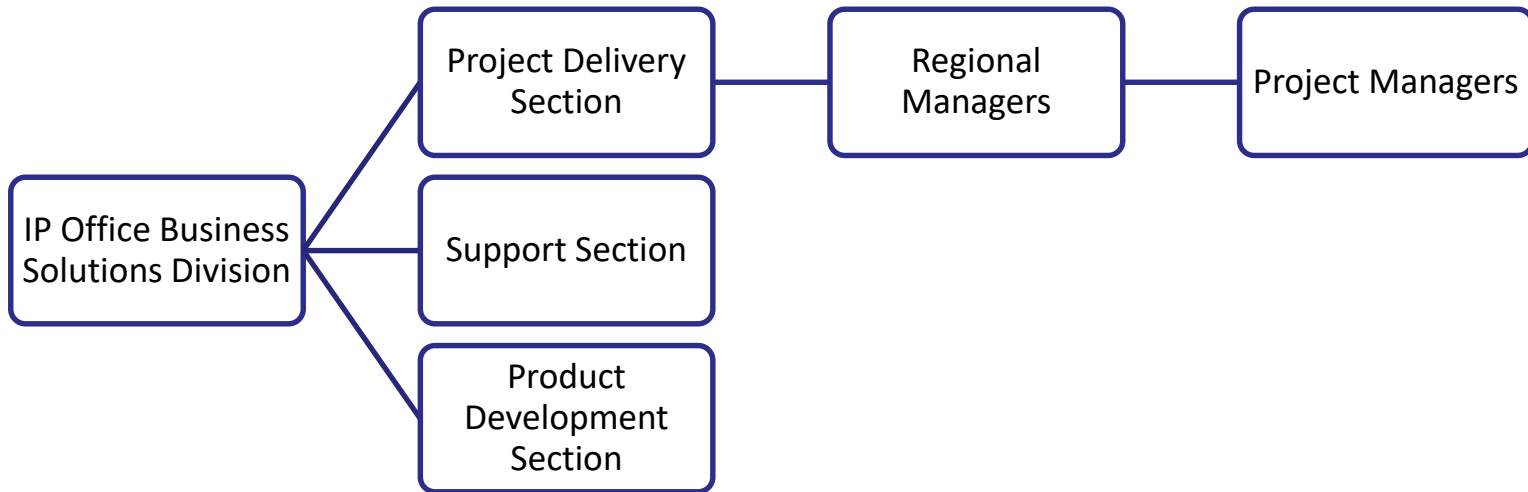 Project Delivery
Section
Regional
Managers
Project Managers
IP Office Business
Solutions Division
Support Section
Product
Development
Section